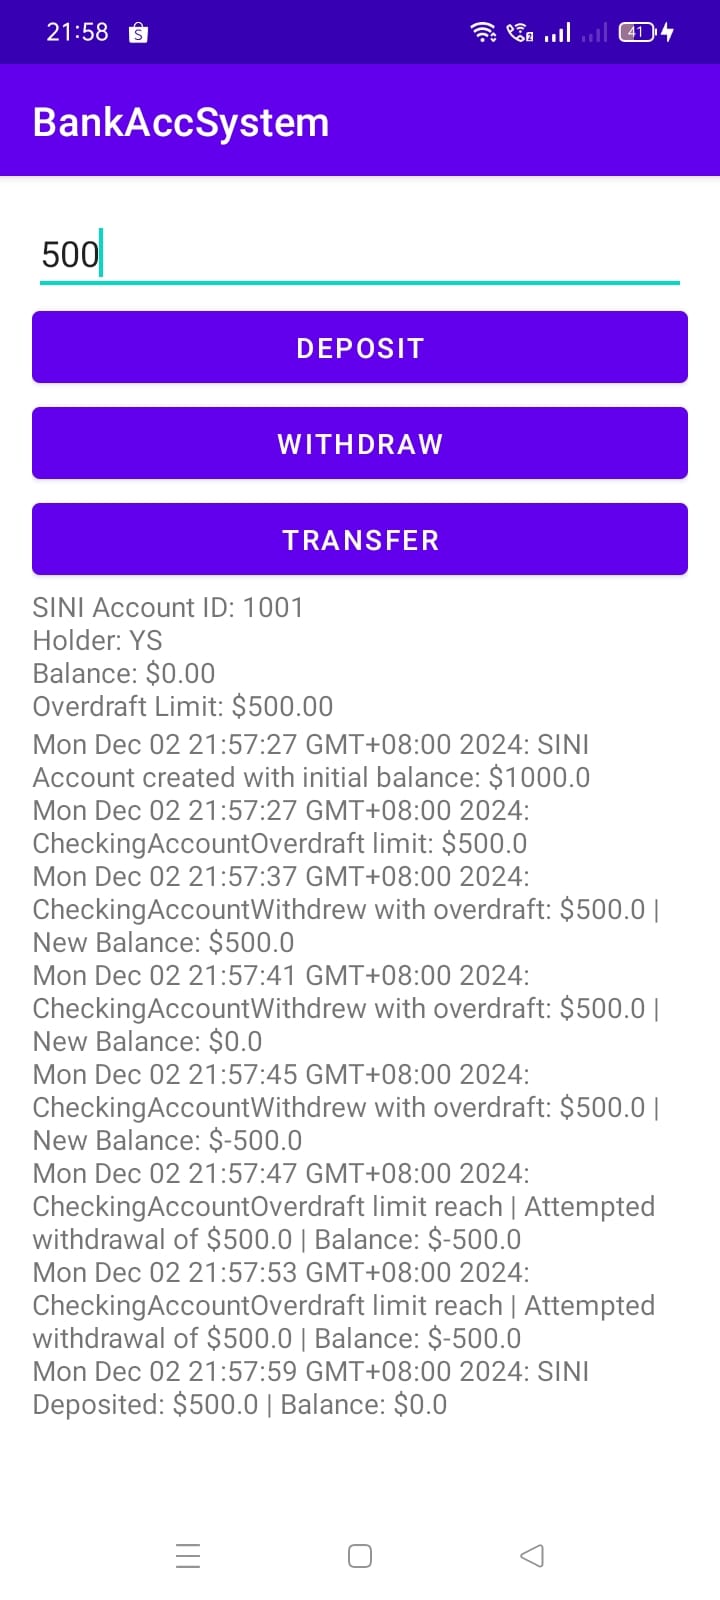 21:58
S
2
41
BankAccSystem
500
DEPOSIT
WITHDRAW
TRANSFER
SINI Account ID: 1001
Holder: YS
Balance: $0.00
Overdraft Limit: $500.00
Mon Dec 02 21:57:27 GMT+08:00 2024: SINI
Account created with initial balance: $1000.0
Mon Dec 02 21:57:27 GMT+08:00 2024:
CheckingAccountOverdraft limit: $500.0
Mon Dec 02 21:57:37 GMT+08:00 2024:
CheckingAccountWithdrew with overdraft: $500.0 |
New Balance: $500.0
Mon Dec 02 21:57:41 GMT+08:00 2024:
CheckingAccountWithdrew with overdraft: $500.0 |
New Balance: $0.0
Mon Dec 02 21:57:45 GMT+08:00 2024:
CheckingAccountWithdrew with overdraft: $500.0 |
New Balance: $-500.0
Mon Dec 02 21:57:47 GMT+08:00 2024:
CheckingAccountOverdraft limit reach | Attempted
withdrawal of $500.0 | Balance: $-500.0
Mon Dec 02 21:57:53 GMT+08:00 2024:
CheckingAccountOverdraft limit reach | Attempted
withdrawal of $500.0 | Balance: $-500.0
Mon Dec 02 21:57:59 GMT+08:00 2024: SINI
Deposited: $500.0 | Balance: $0.0